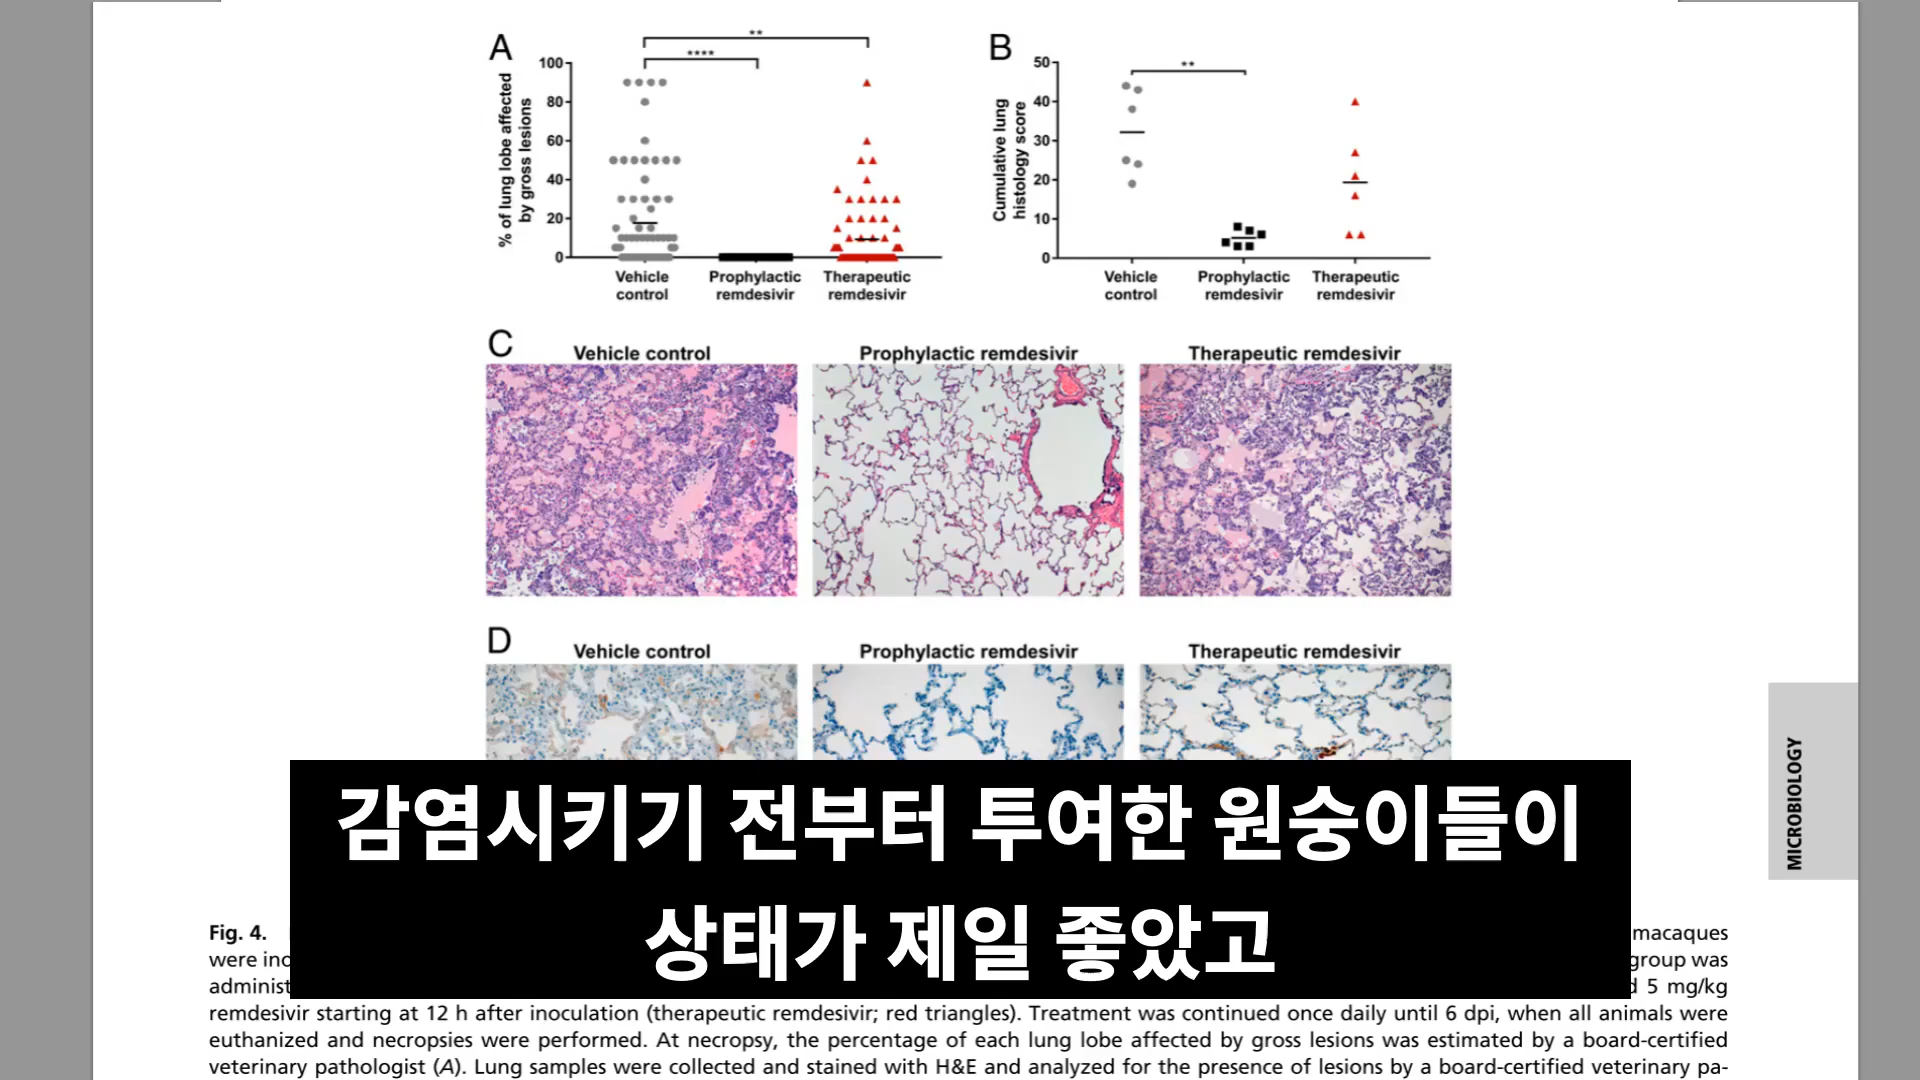 A
B
**
****
**
100
80
60
40
20
0
% of lung lobe affected
by gross lesions
Vehicle
control
Prophylactic
remdesivir
Therapeutic
remdesivir
50
40
30
20
10
0
Cumulative lung
histology score
Vehicle
control
Prophylactic
remdesivir
Therapeutic
remdesivir
C
Vehicle control
Prophylactic remdesivir
Therapeutic remdesivir
D
Vehicle control
Prophylactic remdesivir
Therapeutic remdesivir
MICROBIOLOGY
감염시키기 전부터 투여한 원숭이들이
상태가 제일 좋았고
Fig. 4. macaques
were group was
5 mg/kg
remdesivir starting at 12 h after inoculation (therapeutic remdesivir; red triangles). Treatment was continued once daily until 6 dpi, when all animals were
euthanized and necropsies were performed. At necropsy, the percentage of each lung lobe affected by gross lesions was estimated by a board-certified
veterinary pathologist (A). Lung samples were collected and stained with H&E and analyzed for the presence of lesions by a board-certified veterinary pa-